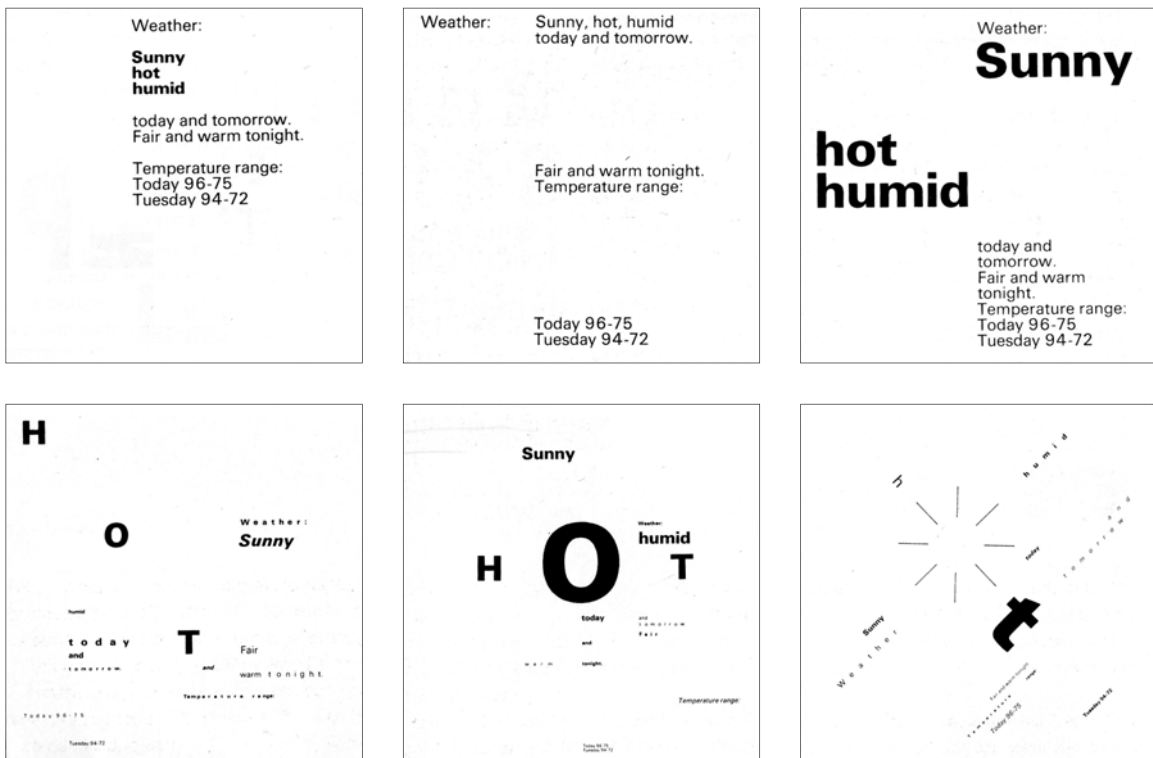 Weather:
Sunny
hot
humid
today and tomorrow.
Fair and warm tonight.
Temperature range:
Today 96-75
Tuesday 94-72
Weather: Sunny, hot, humid
today and tomorrow.
Fair and warm tonight.
Temperature range:
Today 96-75
Tuesday 94-72
Weather:
Sunny
hot
humid
today and
tomorrow.
Fair and warm
tonight.
Temperature range:
Today 96-75
Tuesday 94-72
H
O
Weather:
Sunny
humid
today
and
tomorrow.
T
and
Fair
warm tonight.
Temperature range:
Today 96-75
Tuesday 94-72
Sunny
H
O
T
Weather:
humid
today
and
tomorrow
Fair
and
warm
tonight.
Temperature range:
Today 96-75
Tuesday 94-72
h
humid
and
tomorrow
today
t
Sunny
Weather
Fair and warm tonight
temperature
range:
Today 96-75
Tuesday 94-72